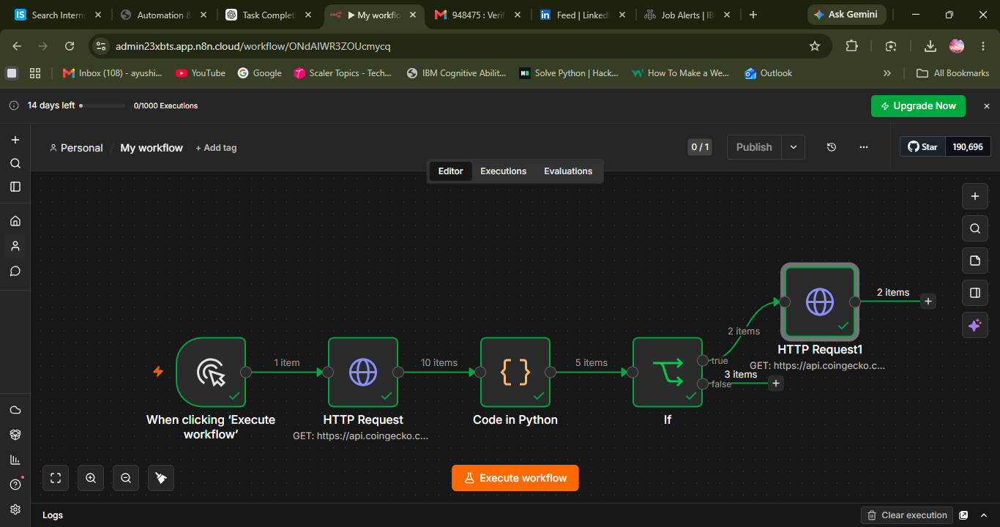 Search Intern
Automation &
Task Complet
▶ My workflo
948475 : Veri
Feed | Linked
Job Alerts | IB
Ask Gemini
admin23xbts.app.n8n.cloud/workflow/ONdAIWR3ZOUcmycq
Inbox (108) - ayushi...
YouTube
Google
Scaler Topics - Tech...
IBM Cognitive Abilit...
Solve Python | Hack...
How To Make a We...
Outlook
All Bookmarks
14 days left
0/1000 Executions
Upgrade Now
Personal / My workflow + Add tag
0 / 1
Publish
Star 190,696
Editor
Executions
Evaluations
2 items
2 items
HTTP Request1
GET: https://api.coingecko.c...
1 item
10 items
5 items
true
3 items
false
When clicking ‘Execute
workflow’
HTTP Request
GET: https://api.coingecko.c...
Code in Python
If
Execute workflow
Logs
Clear execution